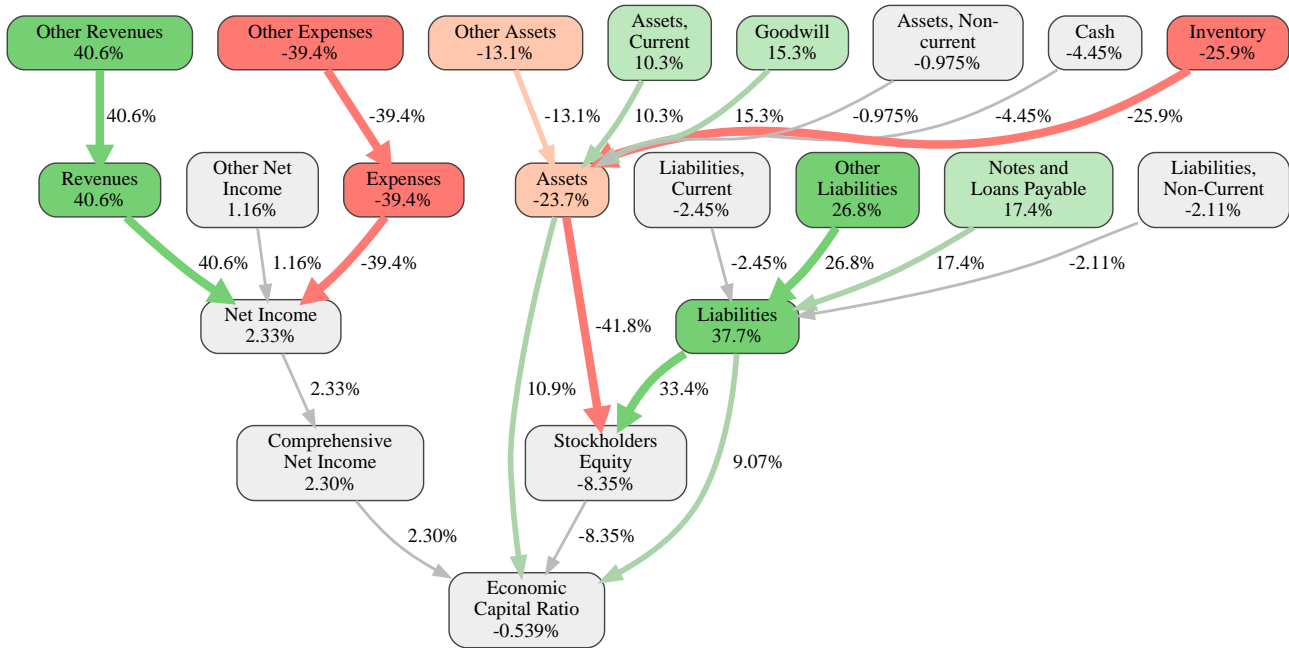 Other Revenues
40.6%
Other Expenses
-39.4%
Other Assets
-13.1%
Assets,
Current
10.3%
Goodwill
15.3%
Assets, Non-
current
-0.975%
Cash
-4.45%
Inventory
-25.9%
40.6%
-39.4%
-13.1%
10.3%
15.3%
-0.975%
-4.45%
-25.9%
Revenues
40.6%
Other Net
Income
1.16%
Expenses
-39.4%
Assets
-23.7%
Liabilities,
Current
-2.45%
Other
Liabilities
26.8%
Notes and
Loans Payable
17.4%
Liabilities,
Non-Current
-2.11%
40.6%
1.16%
-39.4%
-2.45%
26.8%
17.4%
-2.11%
Net Income
2.33%
-41.8%
Liabilities
37.7%
2.33%
10.9%
33.4%
Comprehensive
Net Income
2.30%
Stockholders
Equity
-8.35%
9.07%
2.30%
-8.35%
Economic
Capital Ratio
-0.539%